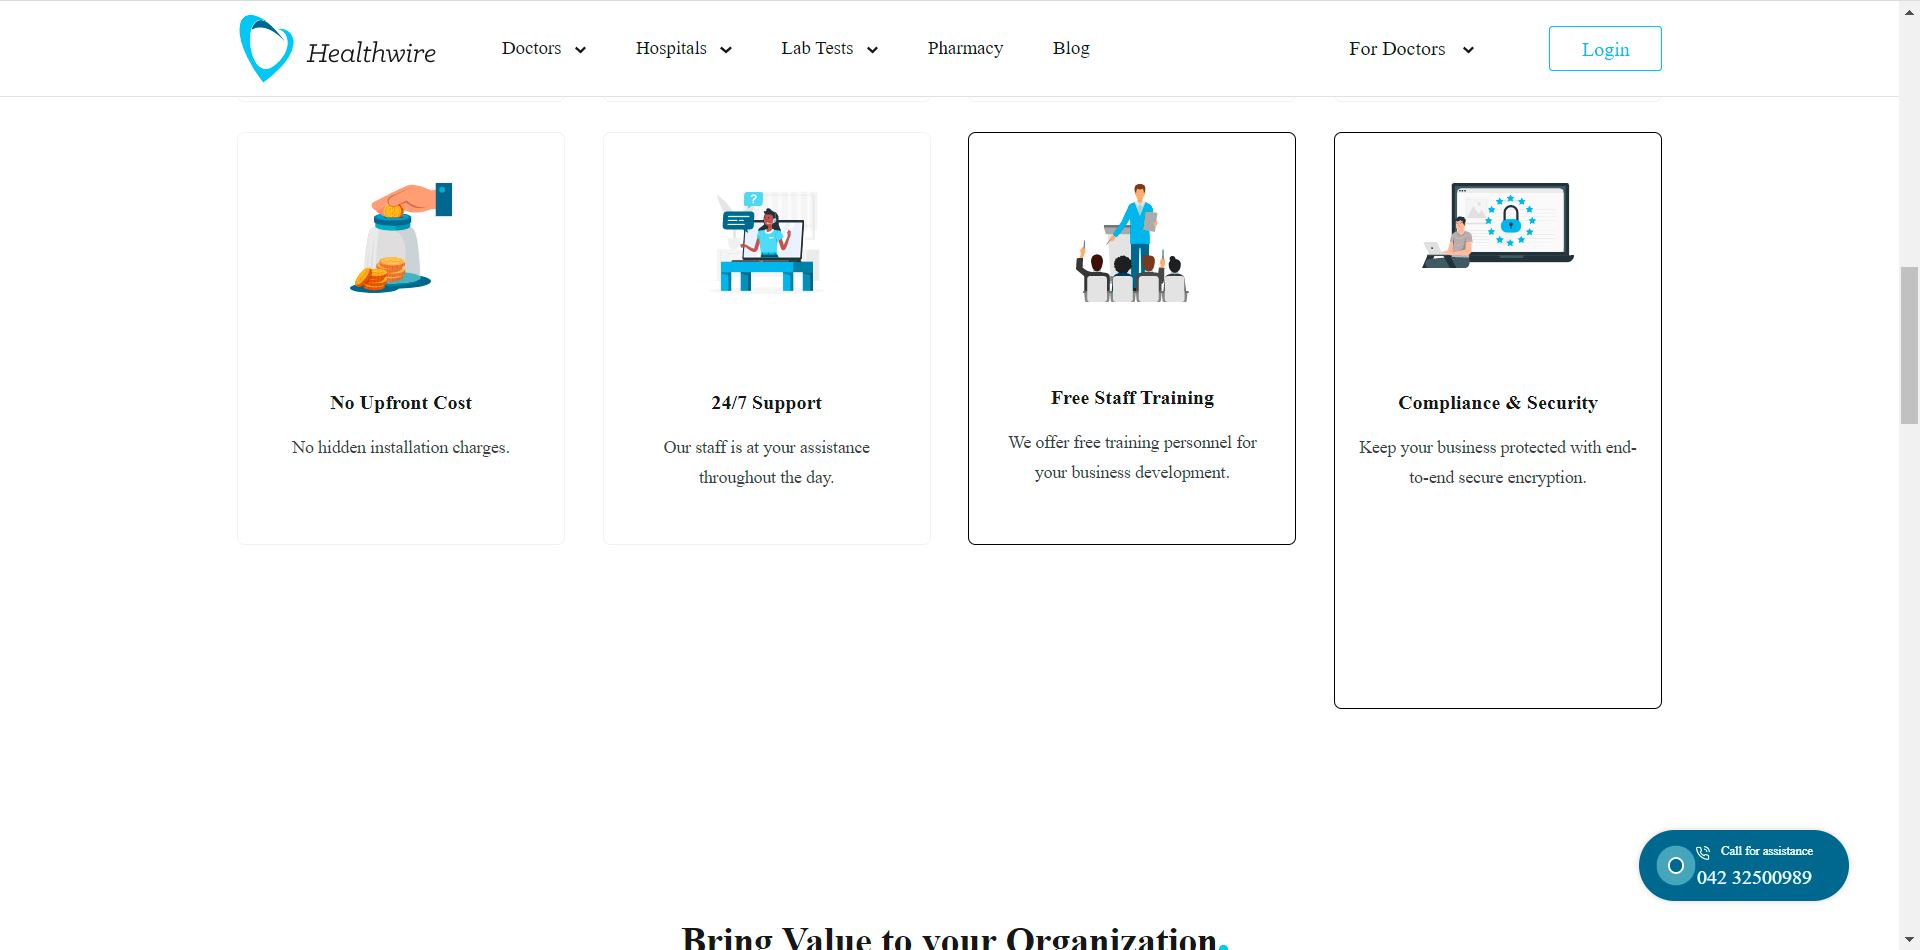 Healthwire
Doctors
Hospitals
Lab Tests
Pharmacy
Blog
For Doctors
Login
?
No Upfront Cost
No hidden installation charges.
24/7 Support
Our staff is at your assistance
throughout the day.
Free Staff Training
We offer free training personnel for
your business development.
Compliance & Security
Keep your business protected with end-
to-end secure encryption.
Call for assistance
042 32500989
Bring Value to your Organization.